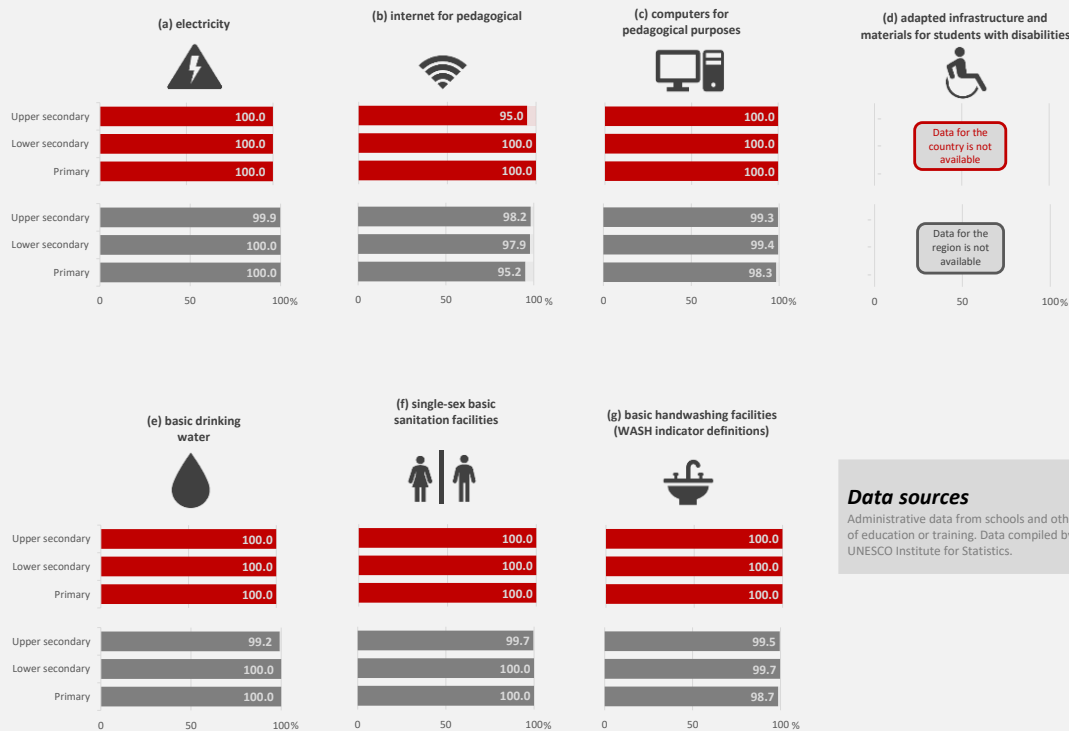 (a) electricity
(b) internet for pedagogical
(c) computers for
pedagogical purposes
(d) adapted infrastructure and
materials for students with disabilities
Upper secondary
100.0
95.0
100.0
Lower secondary
100.0
100.0
100.0
Primary
100.0
100.0
100.0
Data for the
country is not
available
Upper secondary
99.9
98.2
99.3
Lower secondary
100.0
97.9
99.4
Primary
100.0
95.2
98.3
Data for the
region is not
available
0 50 100%
0 50 100%
0 50 100%
0 50 100%
(e) basic drinking
water
(f) single-sex basic
sanitation facilities
(g) basic handwashing facilities
(WASH indicator definitions)
Upper secondary
100.0
100.0
100.0
Lower secondary
100.0
100.0
100.0
Primary
100.0
100.0
100.0
Upper secondary
99.2
99.7
99.5
Lower secondary
100.0
100.0
99.7
Primary
100.0
100.0
98.7
0 50 100%
0 50 100%
0 50 100%
Data sources
Administrative data from schools and oth
of education or training. Data compiled by
UNESCO Institute for Statistics.